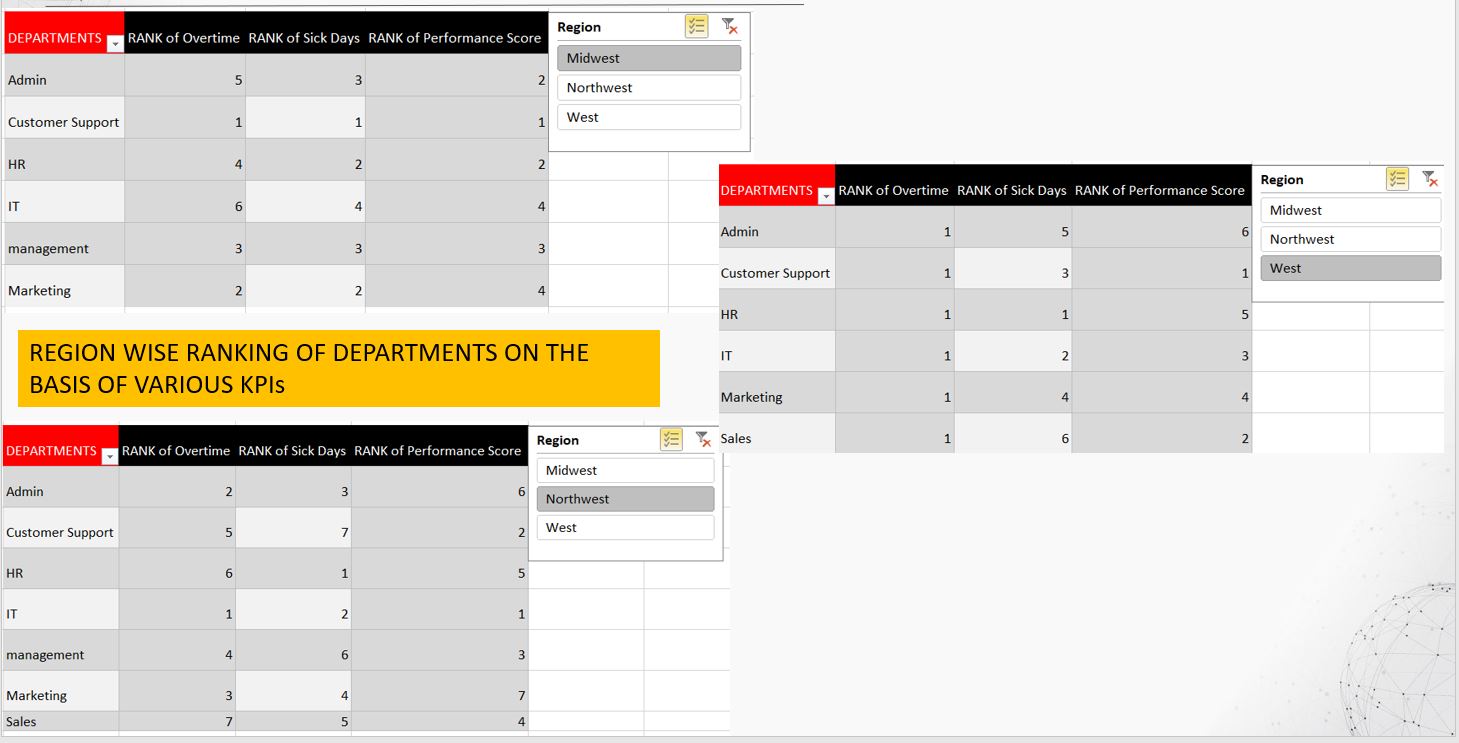 DEPARTMENTS RANK of Overtime RANK of Sick Days RANK of Performance Score
Admin 5 3 2
Customer Support 1 1 1
HR 4 2 2
IT 6 4 4
management 3 3 3
Marketing 2 2 4
Region
Midwest
Northwest
West
DEPARTMENTS RANK of Overtime RANK of Sick Days RANK of Performance Score
Admin 1 5 6
Customer Support 1 3 1
HR 1 1 5
IT 1 2 3
Marketing 1 4 4
Sales 1 6 2
Region
Midwest
Northwest
West
REGION WISE RANKING OF DEPARTMENTS ON THE
BASIS OF VARIOUS KPIs
DEPARTMENTS RANK of Overtime RANK of Sick Days RANK of Performance Score
Admin 2 3 6
Customer Support 5 7 2
HR 6 1 5
IT 1 2 1
management 4 6 3
Marketing 3 4 7
Sales 7 5 4
Region
Midwest
Northwest
West